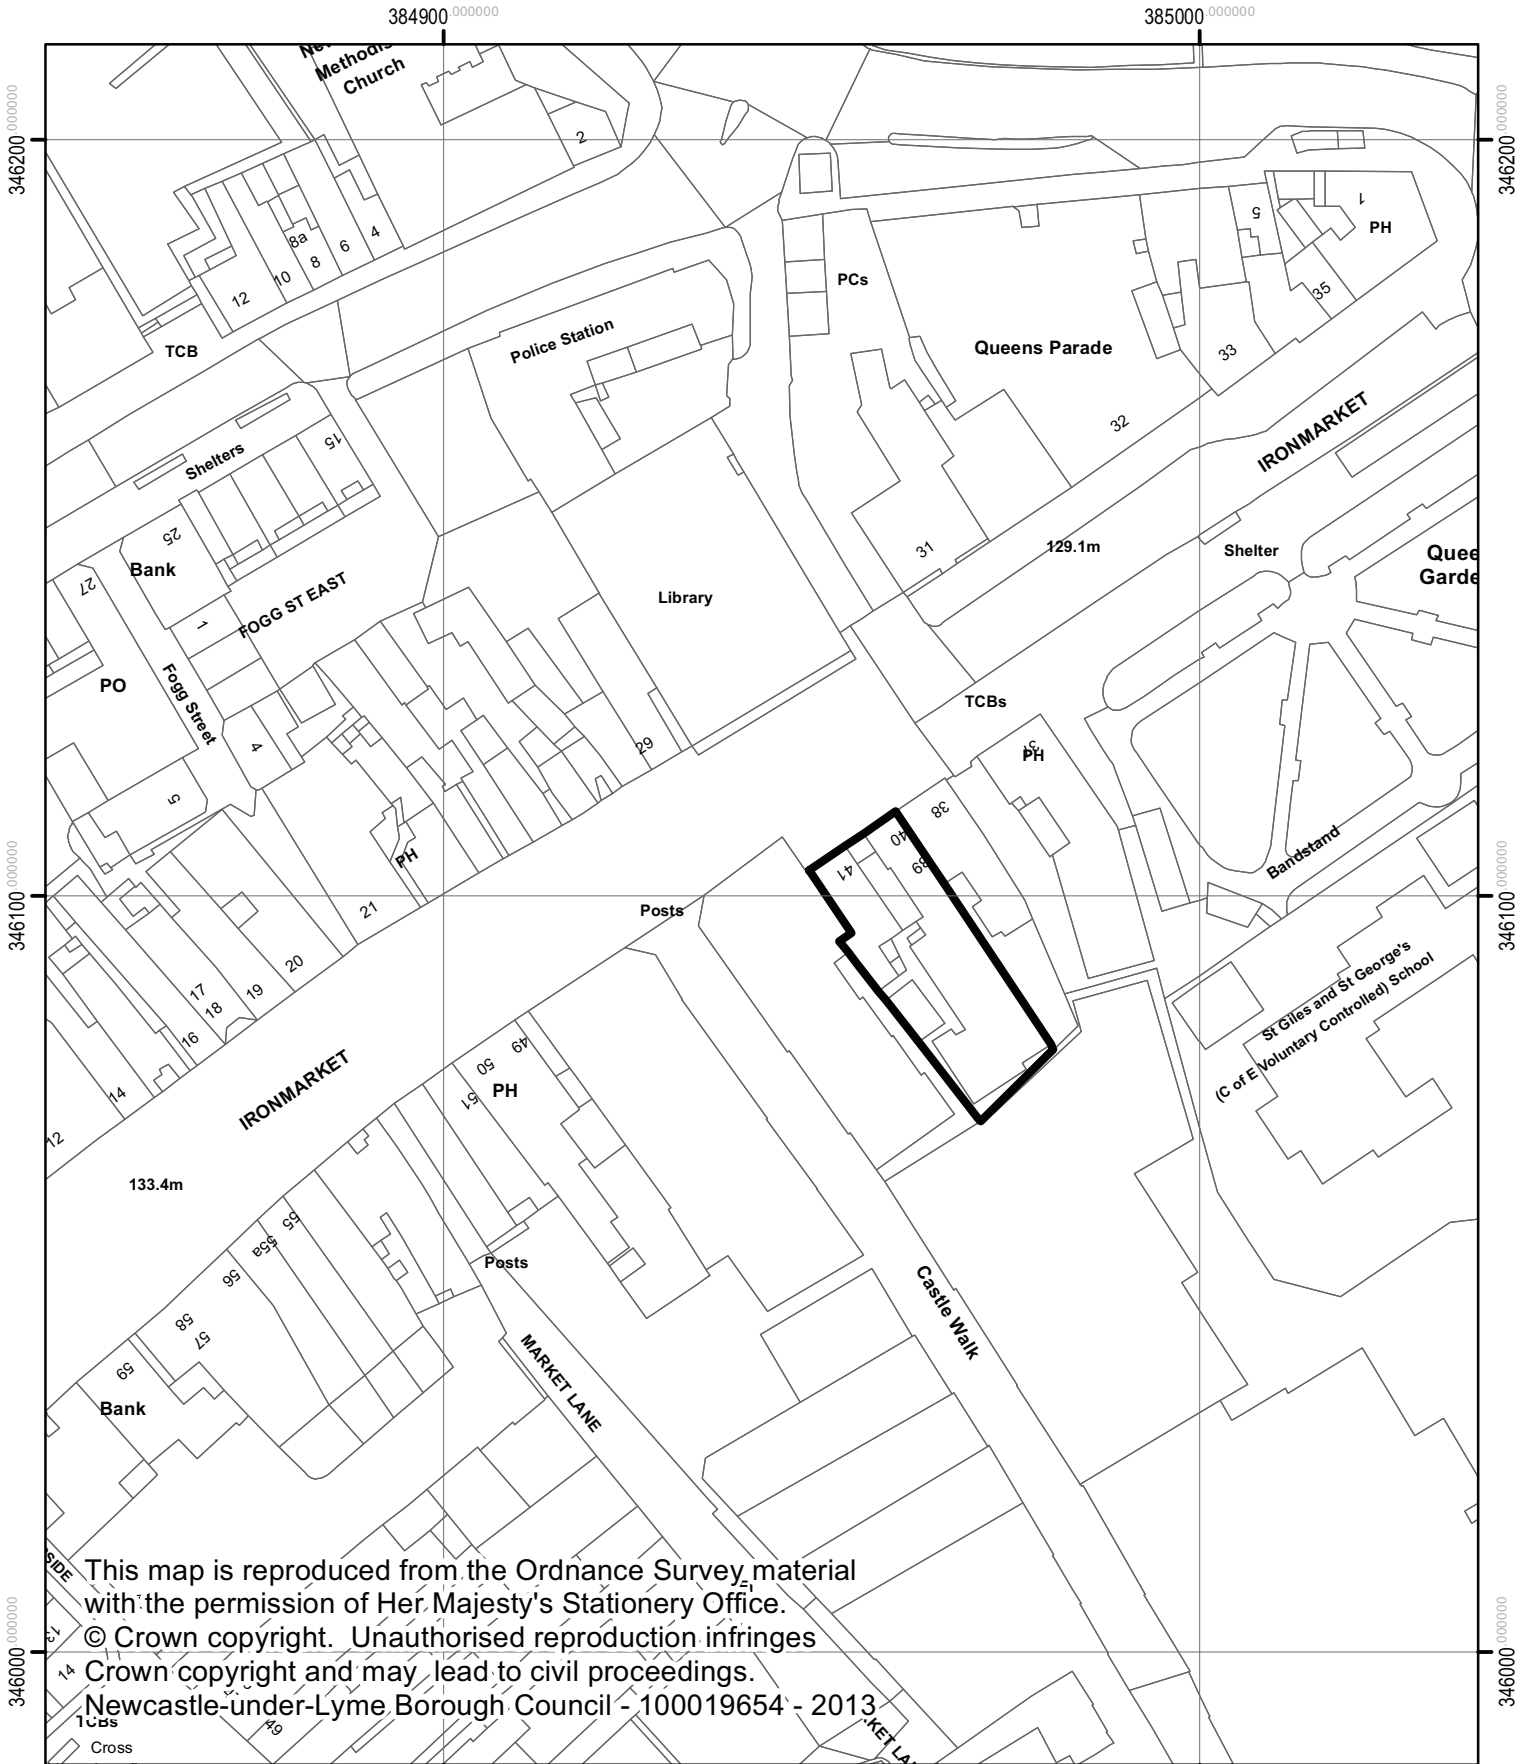 384900.000000
385000.000000
346200.000000
346200.000000
346100.000000
346100.000000
346000.000000
346000.000000
Methodis
Church
2
12
10
8a
8
6
4
TCB
Police Station
PCs
Queens Parade
5
1
PH
35
33
32
31
IRONMARKET
129.1m
Shelter
Quee
Garde
Shelters
15
25
Bank
27
1
FOGG ST EAST
Library
PO
Fogg Street
4
5
29
TCBs
37
PH
38
40
39
41
Bandstand
PH
21
Posts
20
19
18
17
16
14
12
IRONMARKET
133.4m
49
50
PH
51
St Giles and St George's
(C of E Voluntary Controlled) School
55
55a
56
58
57
59
Bank
Posts
MARKET LANE
Castle Walk
SIDE
13
14
TCBs
Cross
49
KET LA
This map is reproduced from the Ordnance Survey material
with the permission of Her Majesty's Stationery Office.
© Crown copyright. Unauthorised reproduction infringes
Crown copyright and may lead to civil proceedings.
Newcastle-under-Lyme Borough Council - 100019654 - 2013